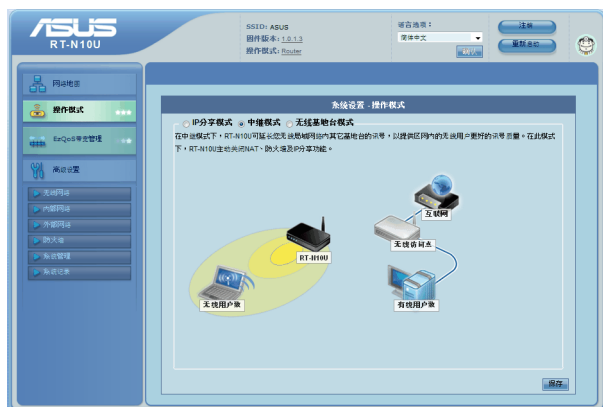 ASUS
RT-N10U
SSID: ASUS
固件版本: 1.0.1.3
操作模式: Router
语言选项：
简体中文
确认
注销
重新启动
网络地图
操作模式
EzQoS带宽管理
高级设置
无线网络
内部网络
外部网络
防火墙
系统管理
系统记录
系统设置 - 操作模式
IP分享模式 中继模式 无线基地台模式
在中继模式下，RT-N10U可延长您无线局域网络内其它基地台的讯号，以提供区网内的无线用户更好的讯号质量。在此模式
下，RT-N10U主动关闭NAT、防火墙及IP分享功能。
互联网
无线访问点
RT-N10U
无线用户端
有线用户端
保存